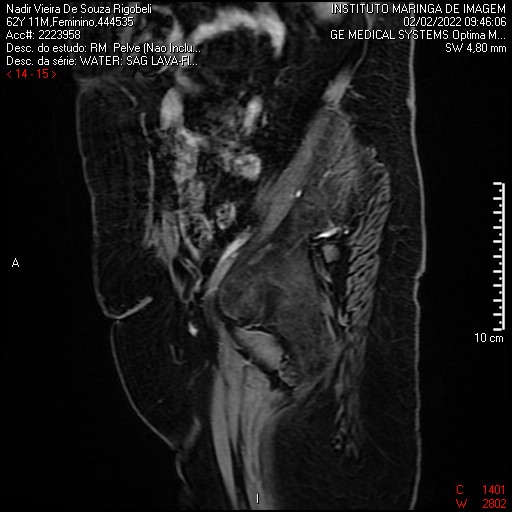 Nadir Vieira De Souza Rigobeli
62Y 11M,Feminino,444535
Acc#: 2223958
Desc. do estudo: RM  Pelve (Nao Inclu...
Desc. da série: WATER: SAG LAVA-Fl...
< 14 - 15 >
INSTITUTO MARINGA DE IMAGEM
02/02/2022 09:46:06
GE MEDICAL SYSTEMS Optima M...
SW 4,80 mm
A
10 cm
I
C 1401
W 2802